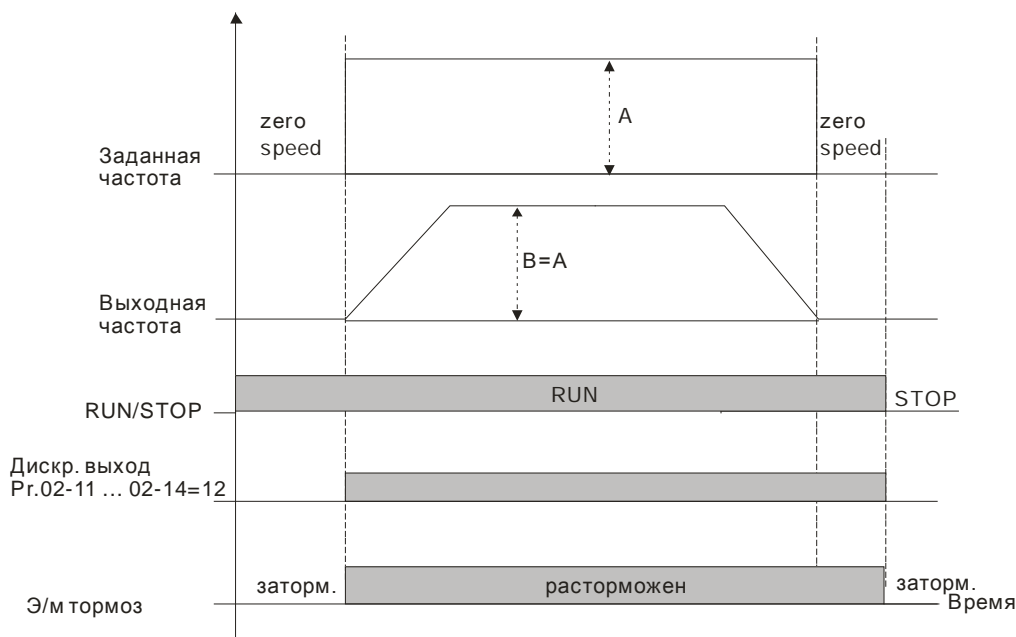 zero
speed
A
zero
speed
Заданная
частота
B=A
Выходная
частота
RUN
RUN/STOP
STOP
Дискр. выход
Pr.02-11 ... 02-14=12
заторм.
расторможен
заторм.
Э/м тормоз
Время